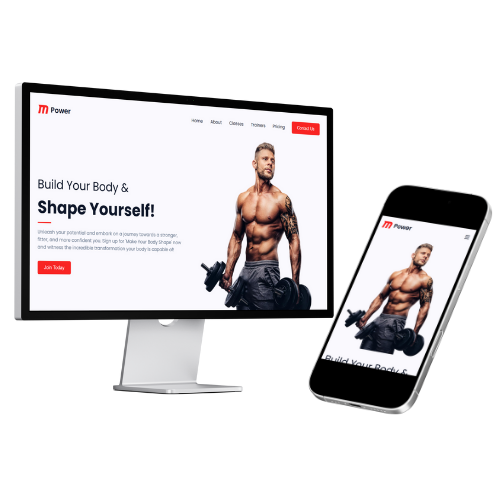 m Power
Home About Classes Trainers Pricing Contact Us
Build Your Body &
Shape Yourself!
Unleash your potential and embark on a journey towards a stronger,
fitter, and more confident you. Sign up for 'Make Your Body Shape' now
and witness the incredible transformation your body is capable of!
Join Today
m Power
Build Your Body &